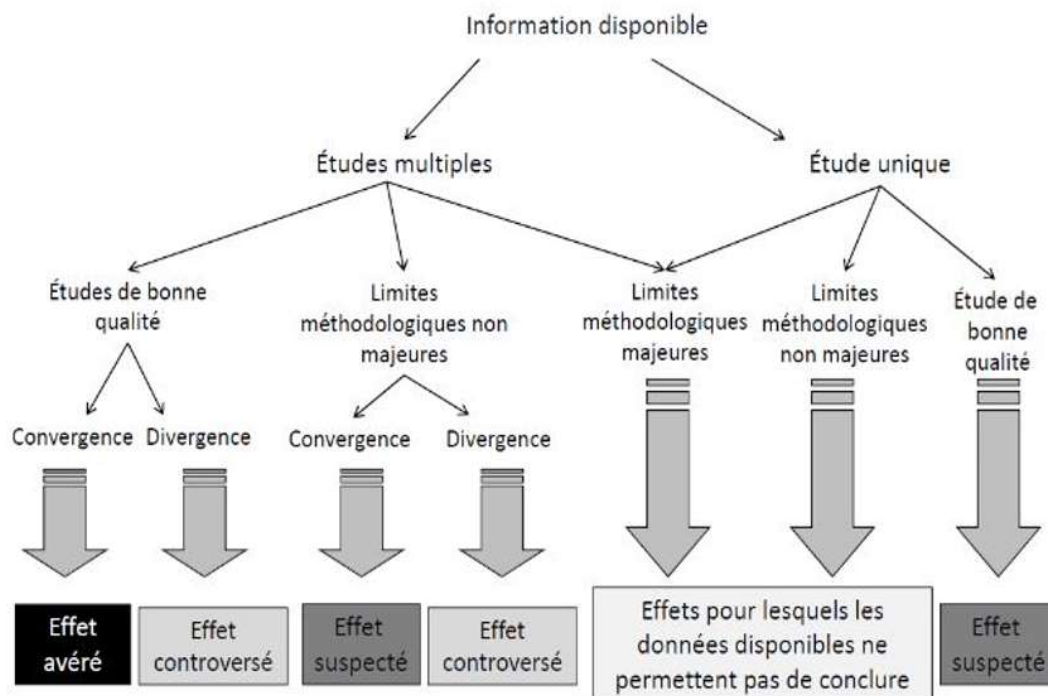 Information disponible
Études multiples
Étude unique
Études de bonne
qualité
Limites
méthodologiques non
majeures
Limites
méthodologiques
majeures
Limites
méthodologiques
non majeures
Étude de
bonne
qualité
Convergence
Divergence
Convergence
Divergence
Effet
avéré
Effet
controversé
Effet
suspecté
Effet
controversé
Effets pour lesquels les
données disponibles ne
permettent pas de conclure
Effet
suspecté